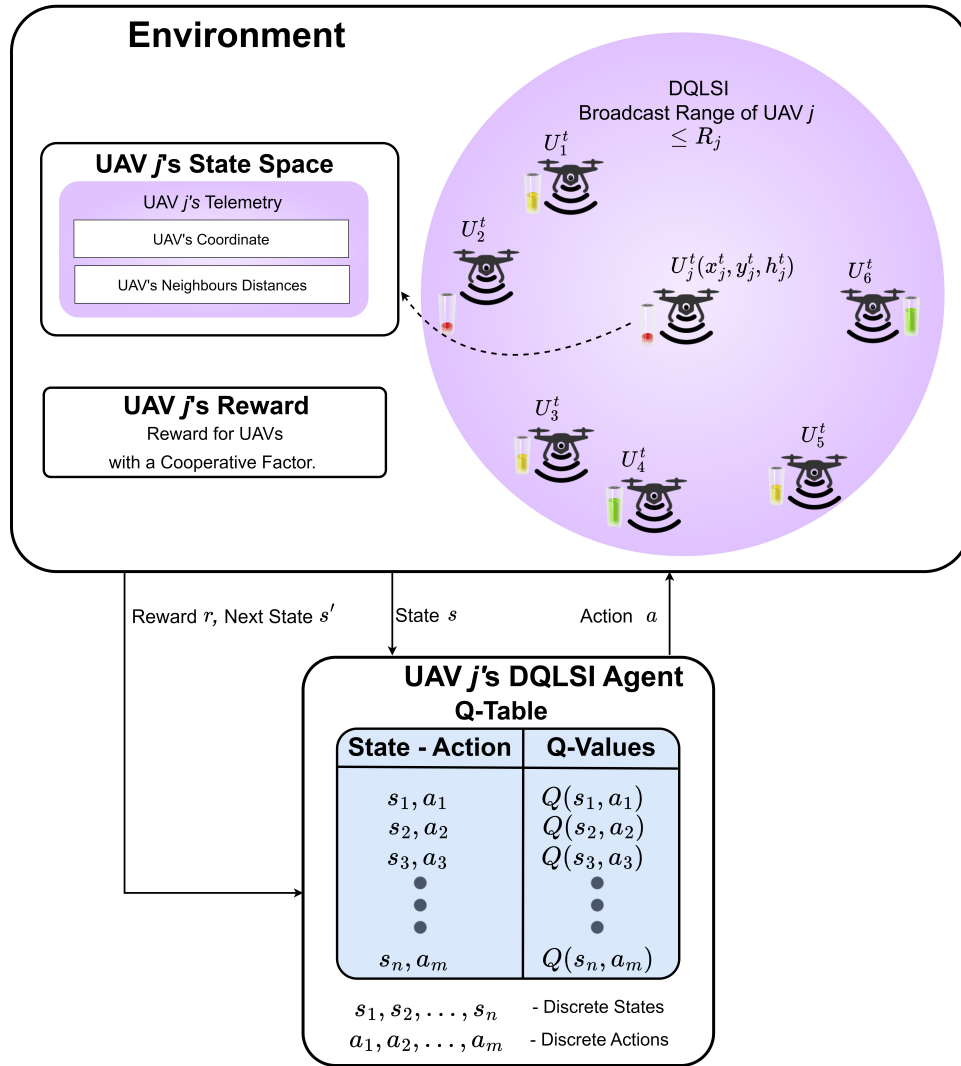 Environment
DQLSI
Broadcast Range of UAV j
≤ R_j
U_1^t
UAV j's State Space
UAV j's Telemetry
UAV's Coordinate
UAV's Neighbours Distances
U_2^t
U_j^t(x_j^t, y_j^t, h_j^t)
U_6^t
UAV j's Reward
Reward for UAVs
with a Cooperative Factor.
U_3^t
U_4^t
U_5^t
Reward r, Next State s′
State s
Action a
UAV j's DQLSI Agent
Q-Table
State - Action Q-Values
s_1, a_1 Q(s_1, a_1)
s_2, a_2 Q(s_2, a_2)
s_3, a_3 Q(s_3, a_3)
s_n, a_m Q(s_n, a_m)
s_1, s_2, . . . , s_n - Discrete States
a_1, a_2, . . . , a_m - Discrete Actions